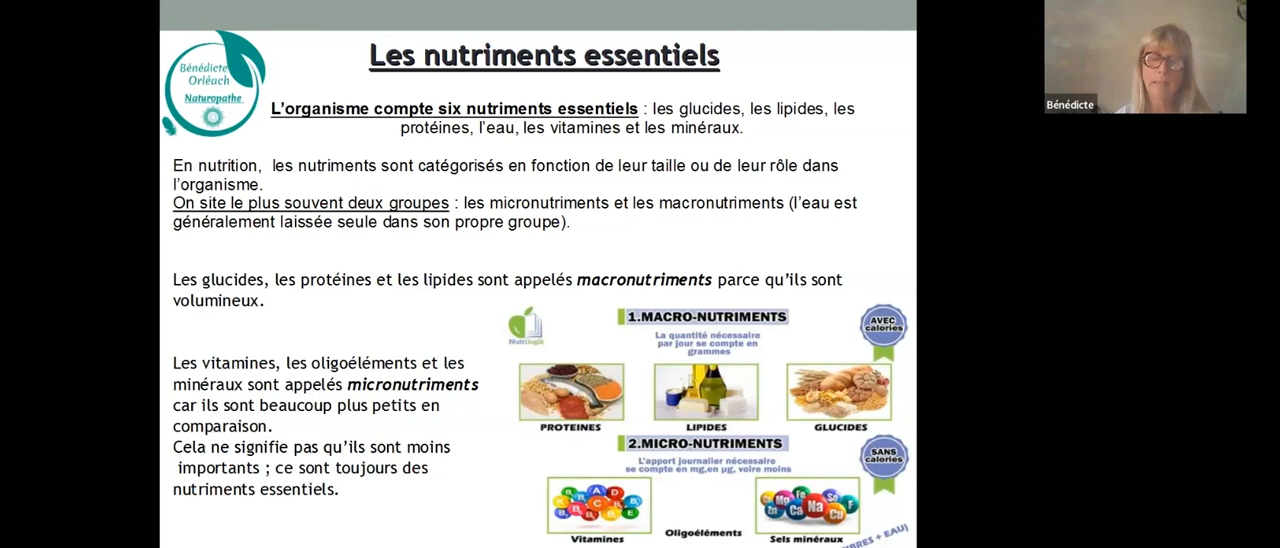 Bénédicte
Orléach
Naturopathe
Les nutriments essentiels
L'organisme compte six nutriments essentiels : les glucides, les lipides, les
protéines, l'eau, les vitamines et les minéraux.
En nutrition, les nutriments sont catégorisés en fonction de leur taille ou de leur rôle dans
l'organisme.
On site le plus souvent deux groupes : les micronutriments et les macronutriments (l'eau est
généralement laissée seule dans son propre groupe).
Les glucides, les protéines et les lipides sont appelés macronutriments parce qu'ils sont
volumineux.
Les vitamines, les oligoéléments et les
minéraux sont appelés micronutriments
car ils sont beaucoup plus petits en
comparaison.
Cela ne signifie pas qu'ils sont moins
importants ; ce sont toujours des
nutriments essentiels.
Nutrilogik
1.MACRO-NUTRIMENTS
La quantité nécessaire
par jour se compte en
grammes
AVEC
calories
PROTEINES
LIPIDES
GLUCIDES
2.MICRO-NUTRIMENTS
L'apport journalier nécessaire
se compte en mg,en µg, voire moins
SANS
calories
Vitamines
Oligoéléments
Sels minéraux
+ EAU)
Bénédicte